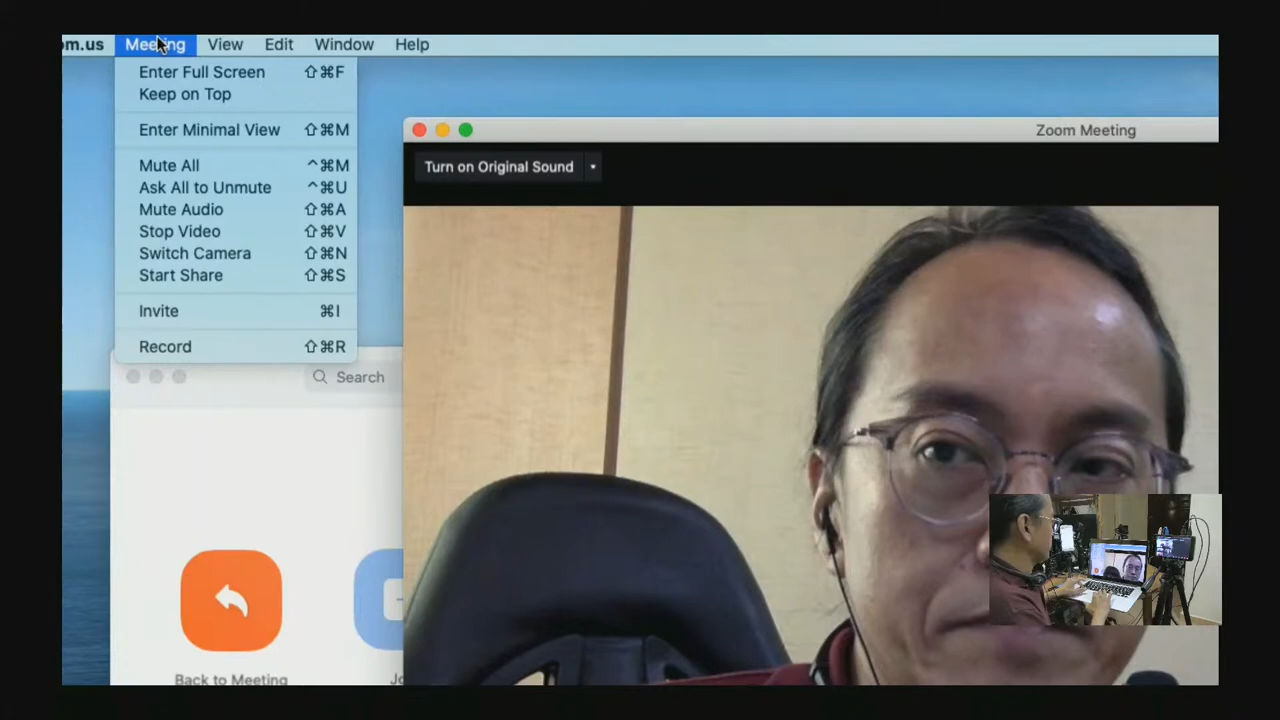 om.us Meeting View Edit Window Help
Enter Full Screen ⇧⌘F
Keep on Top
Enter Minimal View ⇧⌘M
Mute All ^⌘M
Ask All to Unmute ^⌘U
Mute Audio ⇧⌘A
Stop Video ⇧⌘V
Switch Camera ⇧⌘N
Start Share ⇧⌘S
Invite ⌘I
Record ⇧⌘R
Zoom Meeting
Turn on Original Sound
Search
Back to Meeting